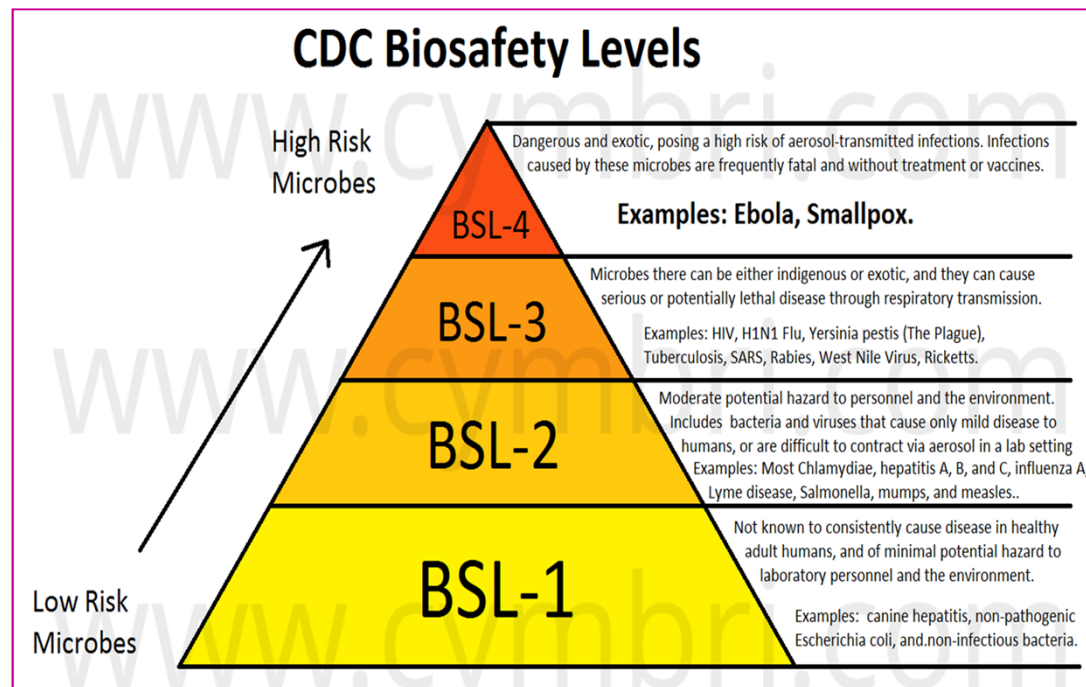 CDC Biosafety Levels
www.cymbri.com
High Risk
Microbes
Dangerous and exotic, posing a high risk of aerosol-transmitted infections. Infections
caused by these microbes are frequently fatal and without treatment or vaccines.
BSL-4
Examples: Ebola, Smallpox.
Microbes there can be either indigenous or exotic, and they can cause
serious or potentially lethal disease through respiratory transmission.
BSL-3
Examples: HIV, H1N1 Flu, Yersinia pestis (The Plague),
Tuberculosis, SARS, Rabies, West Nile Virus, Ricketts.
www.cymbri.com
Moderate potential hazard to personnel and the environment.
Includes bacteria and viruses that cause only mild disease to
humans, or are difficult to contract via aerosol in a lab setting
BSL-2
Examples: Most Chlamydiae, hepatitis A, B, and C, influenza A,
Lyme disease, Salmonella, mumps, and measles..
Not known to consistently cause disease in healthy
adult humans, and of minimal potential hazard to
laboratory personnel and the environment.
BSL-1
Low Risk
Microbes
Examples: canine hepatitis, non-pathogenic
Escherichia coli, and.non-infectious bacteria.
www.cymbri.com